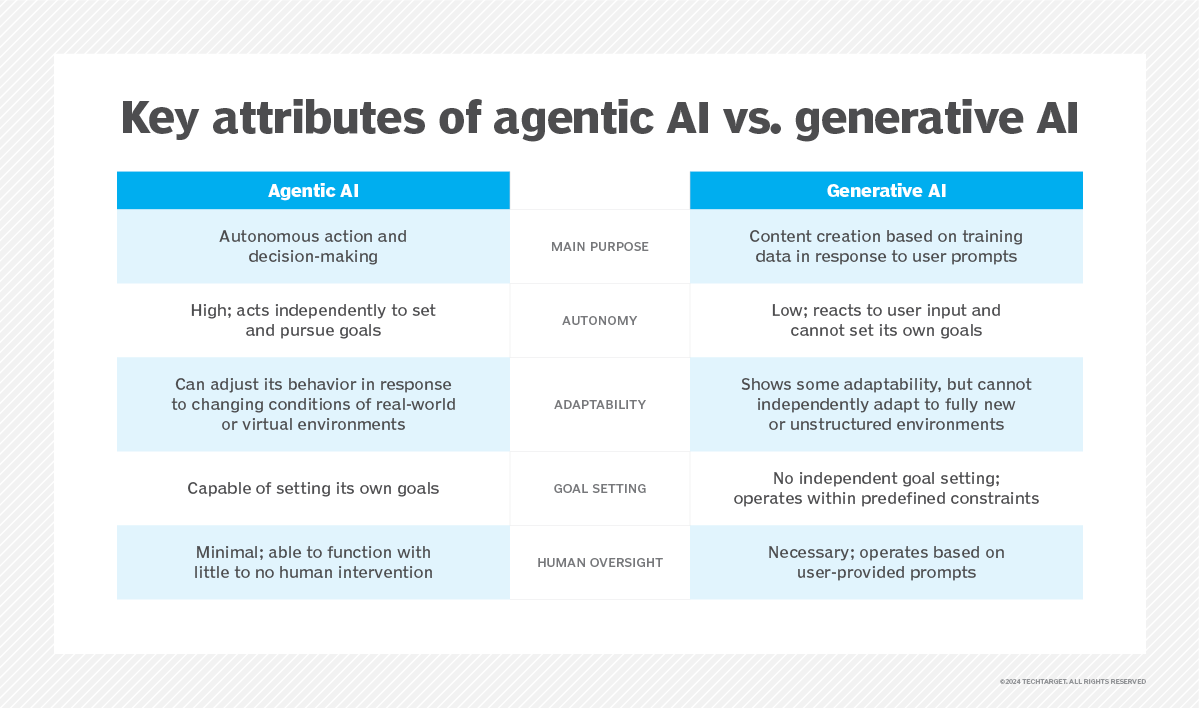 Key attributes of agentic AI vs. generative AI
Agentic AI
Generative AI
Autonomous action and
decision-making
MAIN PURPOSE
Content creation based on training
data in response to user prompts
High; acts independently to set
and pursue goals
AUTONOMY
Low; reacts to user input and
cannot set its own goals
Can adjust its behavior in response
to changing conditions of real-world
or virtual environments
ADAPTABILITY
Shows some adaptability, but cannot
independently adapt to fully new
or unstructured environments
Capable of setting its own goals
GOAL SETTING
No independent goal setting;
operates within predefined constraints
Minimal; able to function with
little to no human intervention
HUMAN OVERSIGHT
Necessary; operates based on
user-provided prompts
©2024 TECHTARGET. ALL RIGHTS RESERVED